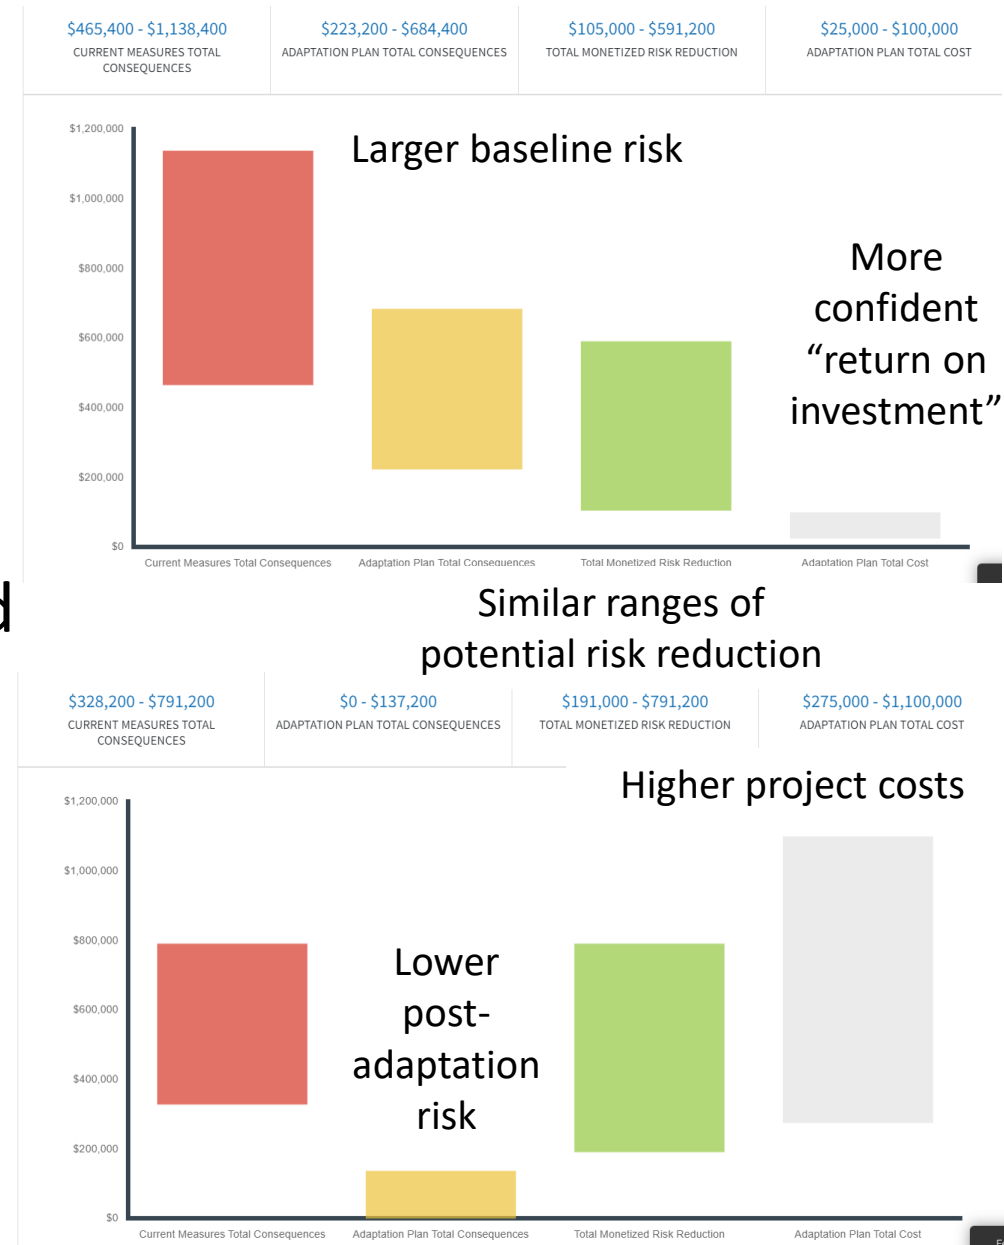 $465,400 - $1,138,400
CURRENT MEASURES TOTAL
CONSEQUENCES
$223,200 - $684,400
ADAPTATION PLAN TOTAL CONSEQUENCES
$105,000 - $591,200
TOTAL MONETIZED RISK REDUCTION
$25,000 - $100,000
ADAPTATION PLAN TOTAL COST
Larger baseline risk
More
confident
“return on
investment”
$1,200,000
$1,000,000
$800,000
$600,000
$400,000
$200,000
$0
Current Measures Total Consequences
Adaptation Plan Total Consequences
Total Monetized Risk Reduction
Adaptation Plan Total Cost
Similar ranges of
potential risk reduction
$328,200 - $791,200
CURRENT MEASURES TOTAL
CONSEQUENCES
$0 - $137,200
ADAPTATION PLAN TOTAL CONSEQUENCES
$191,000 - $791,200
TOTAL MONETIZED RISK REDUCTION
$275,000 - $1,100,000
ADAPTATION PLAN TOTAL COST
Higher project costs
Lower
post-
adaptation
risk
$1,200,000
$1,000,000
$800,000
$600,000
$400,000
$200,000
$0
Current Measures Total Consequences
Adaptation Plan Total Consequences
Total Monetized Risk Reduction
Adaptation Plan Total Cost